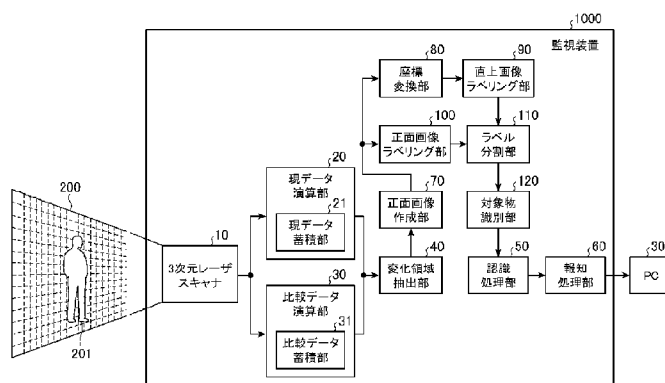 1000
監視装置
80
座標
変換部
90
直上画像
ラベリング部
100
正面画像
ラベリング部
110
ラベル
分割部
20
現データ
演算部
21
現データ
蓄積部
70
正面画像
作成部
120
対象物
識別部
200
10
3次元レーザ
スキャナ
40
変化領域
抽出部
50
認識
処理部
60
報知
処理部
30
PC
30
比較データ
演算部
31
比較データ
蓄積部
201